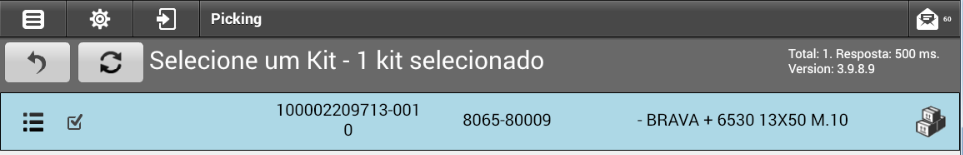 Picking
60
Selecione um Kit - 1 kit selecionado
Total: 1. Resposta: 500 ms.
Version: 3.9.8.9
100002209713-001
0
8065-80009
- BRAVA + 6530 13X50 M.10